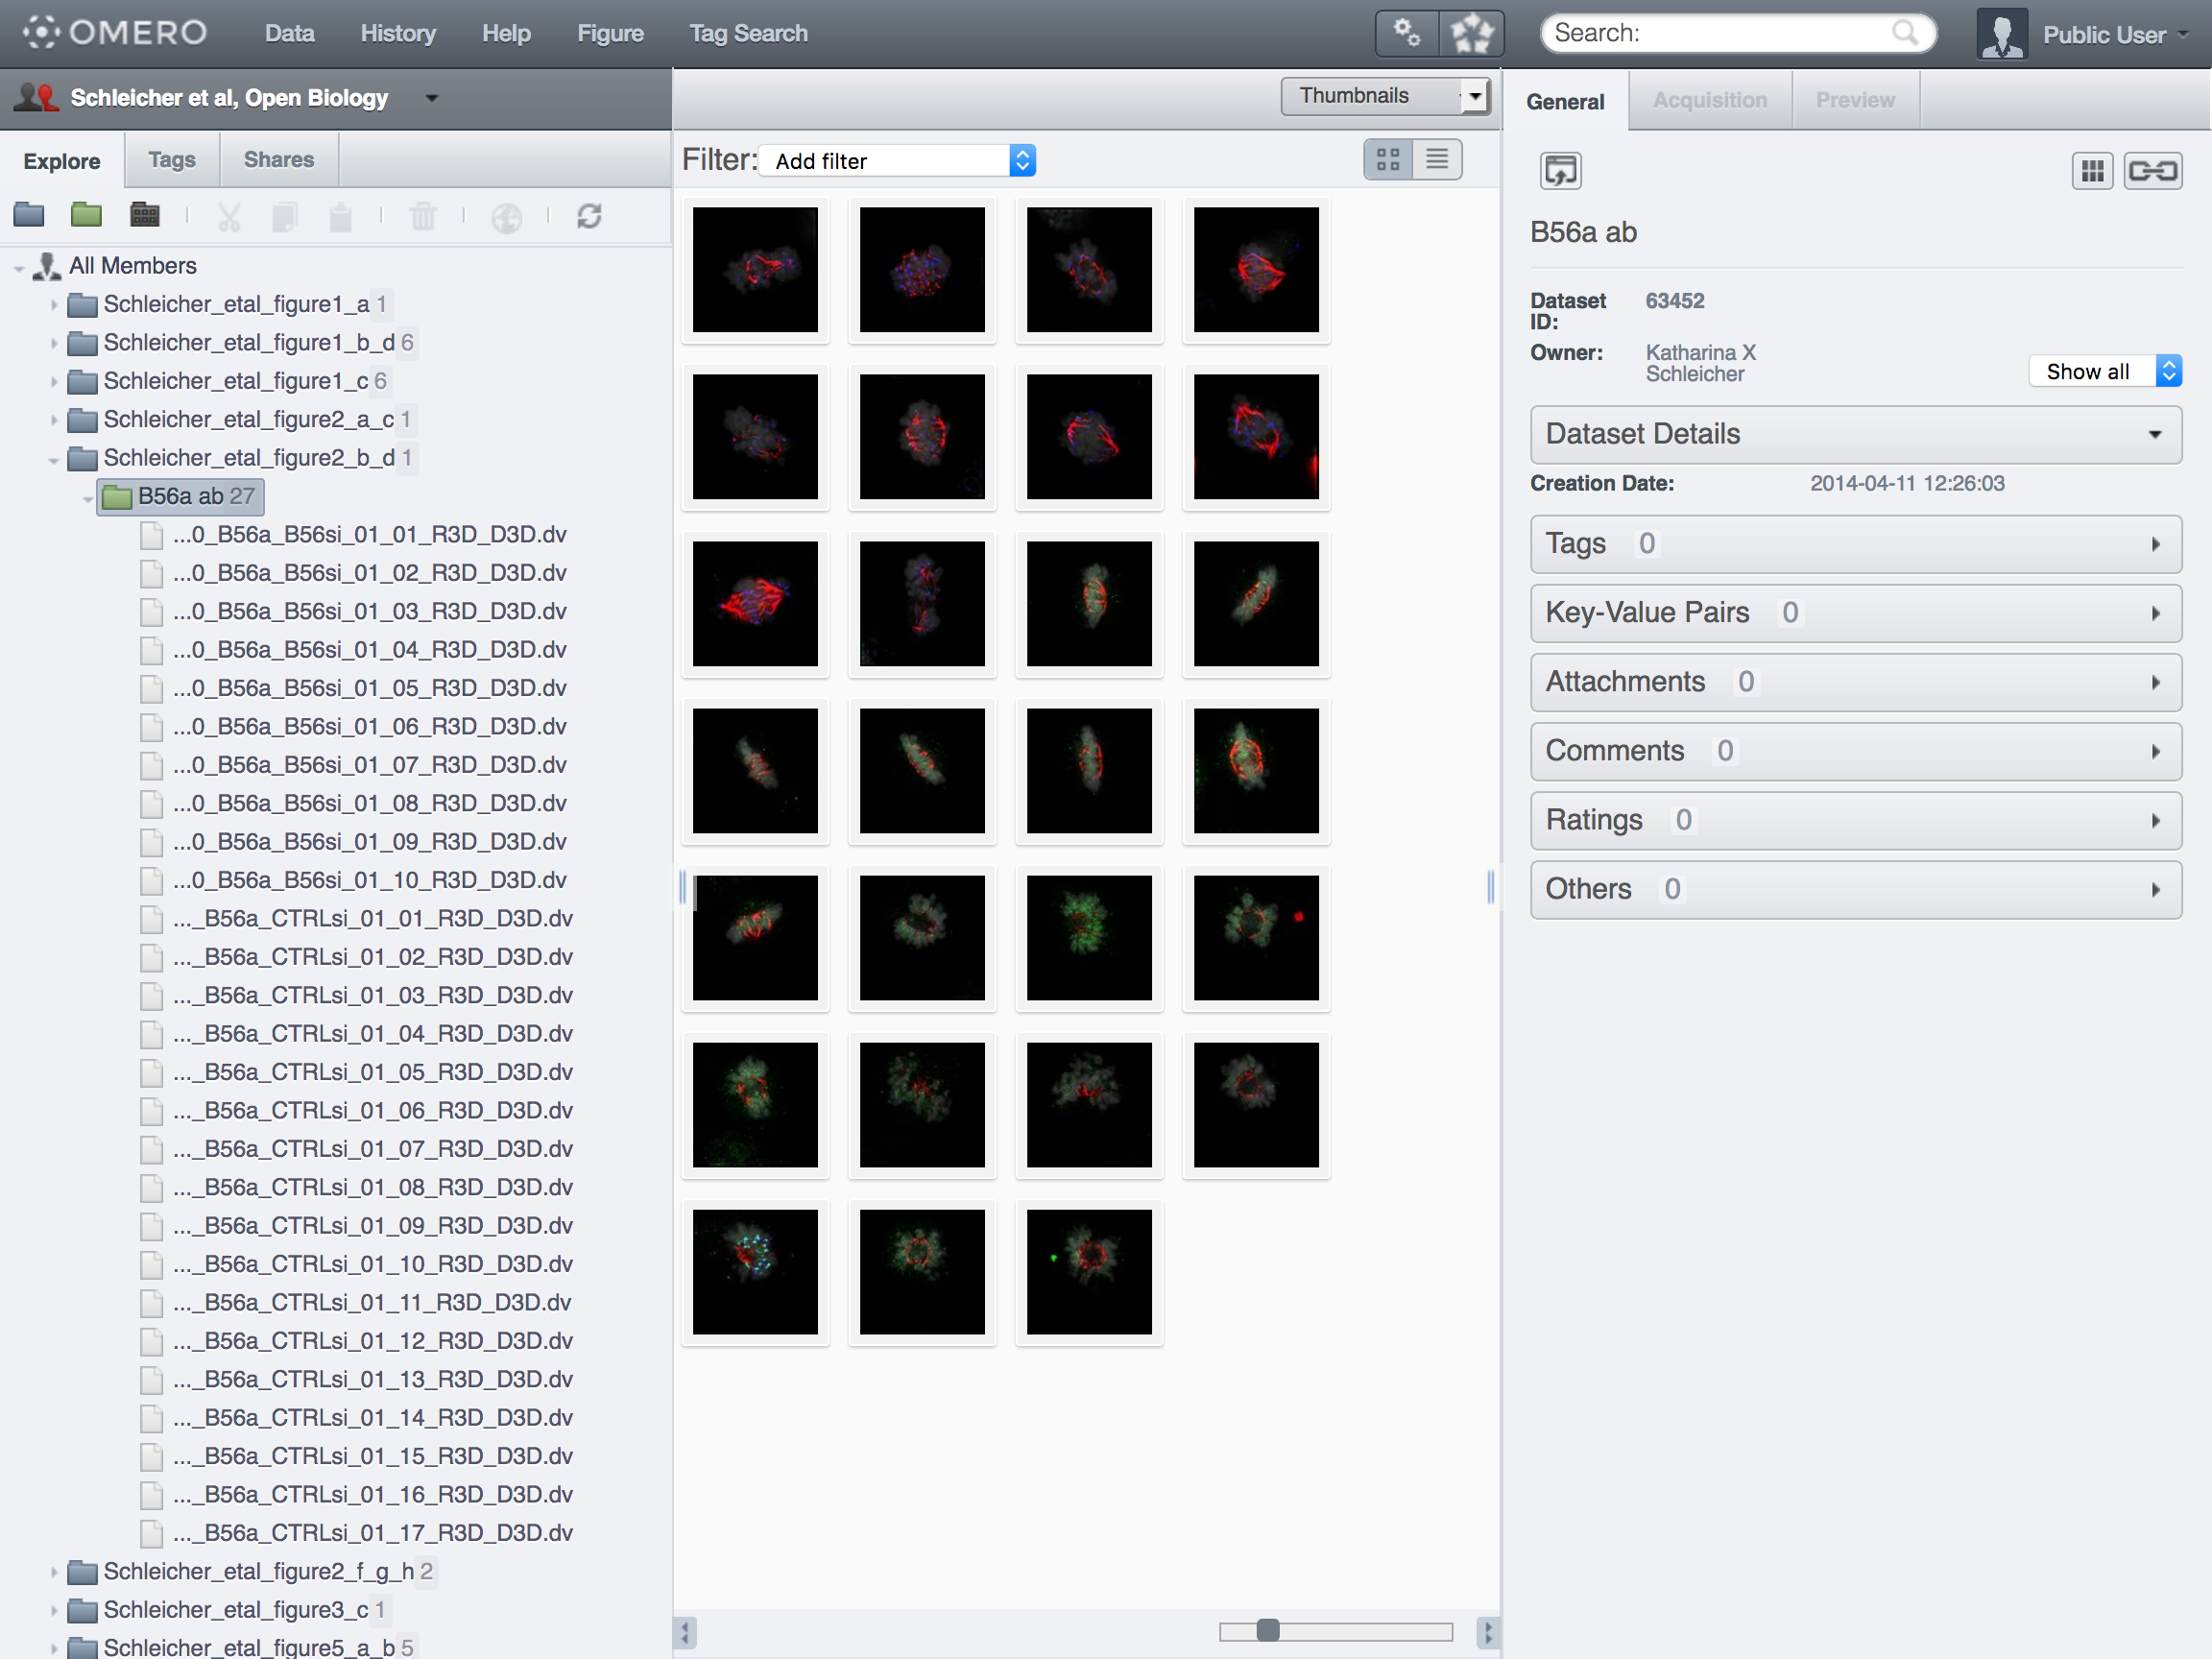 OMERO
Data
History
Help
Figure
Tag Search
Search:
Public User
Schleicher et al, Open Biology
Thumbnails
General
Acquisition
Preview
Explore
Tags
Shares
Filter:
Add filter
All Members
Schleicher_etal_figure1_a 1
Schleicher_etal_figure1_b_d 6
Schleicher_etal_figure1_c 6
Schleicher_etal_figure2_a_c 1
Schleicher_etal_figure2_b_d 1
B56a ab 27
...0_B56a_B56si_01_01_R3D_D3D.dv
...0_B56a_B56si_01_02_R3D_D3D.dv
...0_B56a_B56si_01_03_R3D_D3D.dv
...0_B56a_B56si_01_04_R3D_D3D.dv
...0_B56a_B56si_01_05_R3D_D3D.dv
...0_B56a_B56si_01_06_R3D_D3D.dv
...0_B56a_B56si_01_07_R3D_D3D.dv
...0_B56a_B56si_01_08_R3D_D3D.dv
...0_B56a_B56si_01_09_R3D_D3D.dv
...0_B56a_B56si_01_10_R3D_D3D.dv
..._B56a_CTRLsi_01_01_R3D_D3D.dv
..._B56a_CTRLsi_01_02_R3D_D3D.dv
..._B56a_CTRLsi_01_03_R3D_D3D.dv
..._B56a_CTRLsi_01_04_R3D_D3D.dv
..._B56a_CTRLsi_01_05_R3D_D3D.dv
..._B56a_CTRLsi_01_06_R3D_D3D.dv
..._B56a_CTRLsi_01_07_R3D_D3D.dv
..._B56a_CTRLsi_01_08_R3D_D3D.dv
..._B56a_CTRLsi_01_09_R3D_D3D.dv
..._B56a_CTRLsi_01_10_R3D_D3D.dv
..._B56a_CTRLsi_01_11_R3D_D3D.dv
..._B56a_CTRLsi_01_12_R3D_D3D.dv
..._B56a_CTRLsi_01_13_R3D_D3D.dv
..._B56a_CTRLsi_01_14_R3D_D3D.dv
..._B56a_CTRLsi_01_15_R3D_D3D.dv
..._B56a_CTRLsi_01_16_R3D_D3D.dv
..._B56a_CTRLsi_01_17_R3D_D3D.dv
Schleicher_etal_figure2_f_g_h 2
Schleicher_etal_figure3_c 1
Schleicher_etal_figure5_a_b 5
B56a ab
Dataset ID: 63452
Owner: Katharina X Schleicher
Show all
Dataset Details
Creation Date: 2014-04-11 12:26:03
Tags 0
Key-Value Pairs 0
Attachments 0
Comments 0
Ratings 0
Others 0